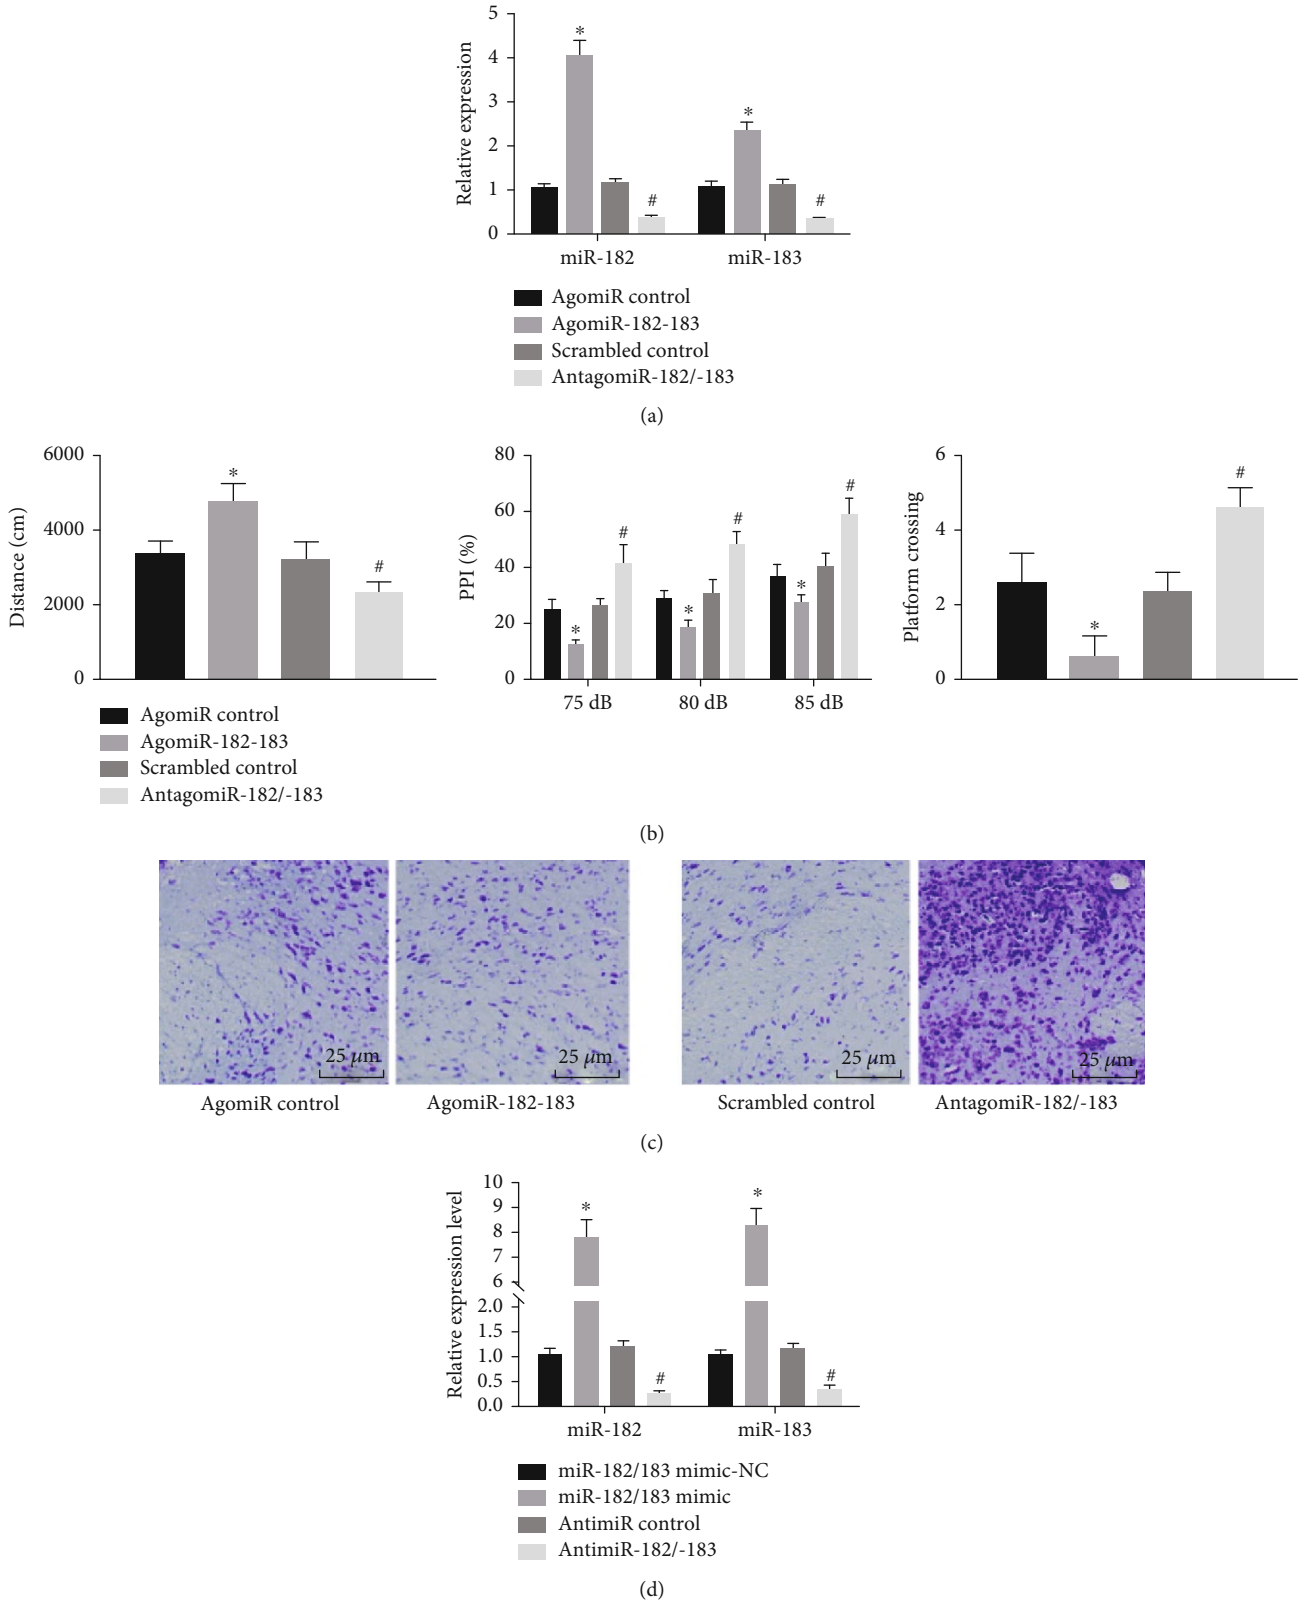 5
4
3
2
1
0
Relative expression
*
#
*
#
miR-182 miR-183
AgomiR control
AgomiR-182-183
Scrambled control
AntagomiR-182/-183
(a)
6000
4000
2000
0
Distance (cm)
*
#
AgomiR control
AgomiR-182-183
Scrambled control
AntagomiR-182/-183
80
60
40
20
0
PPI (%)
*
#
*
#
*
#
75 dB 80 dB 85 dB
6
4
2
0
Platform crossing
*
#
(b)
25 μm 25 μm 25 μm 25 μm
AgomiR control AgomiR-182-183 Scrambled control AntagomiR-182/-183
(c)
10
9
8
7
6
2.0
1.5
1.0
0.5
0.0
Relative expression level
*
#
*
#
miR-182 miR-183
miR-182/183 mimic-NC
miR-182/183 mimic
AntimiR control
AntimiR-182/-183
(d)